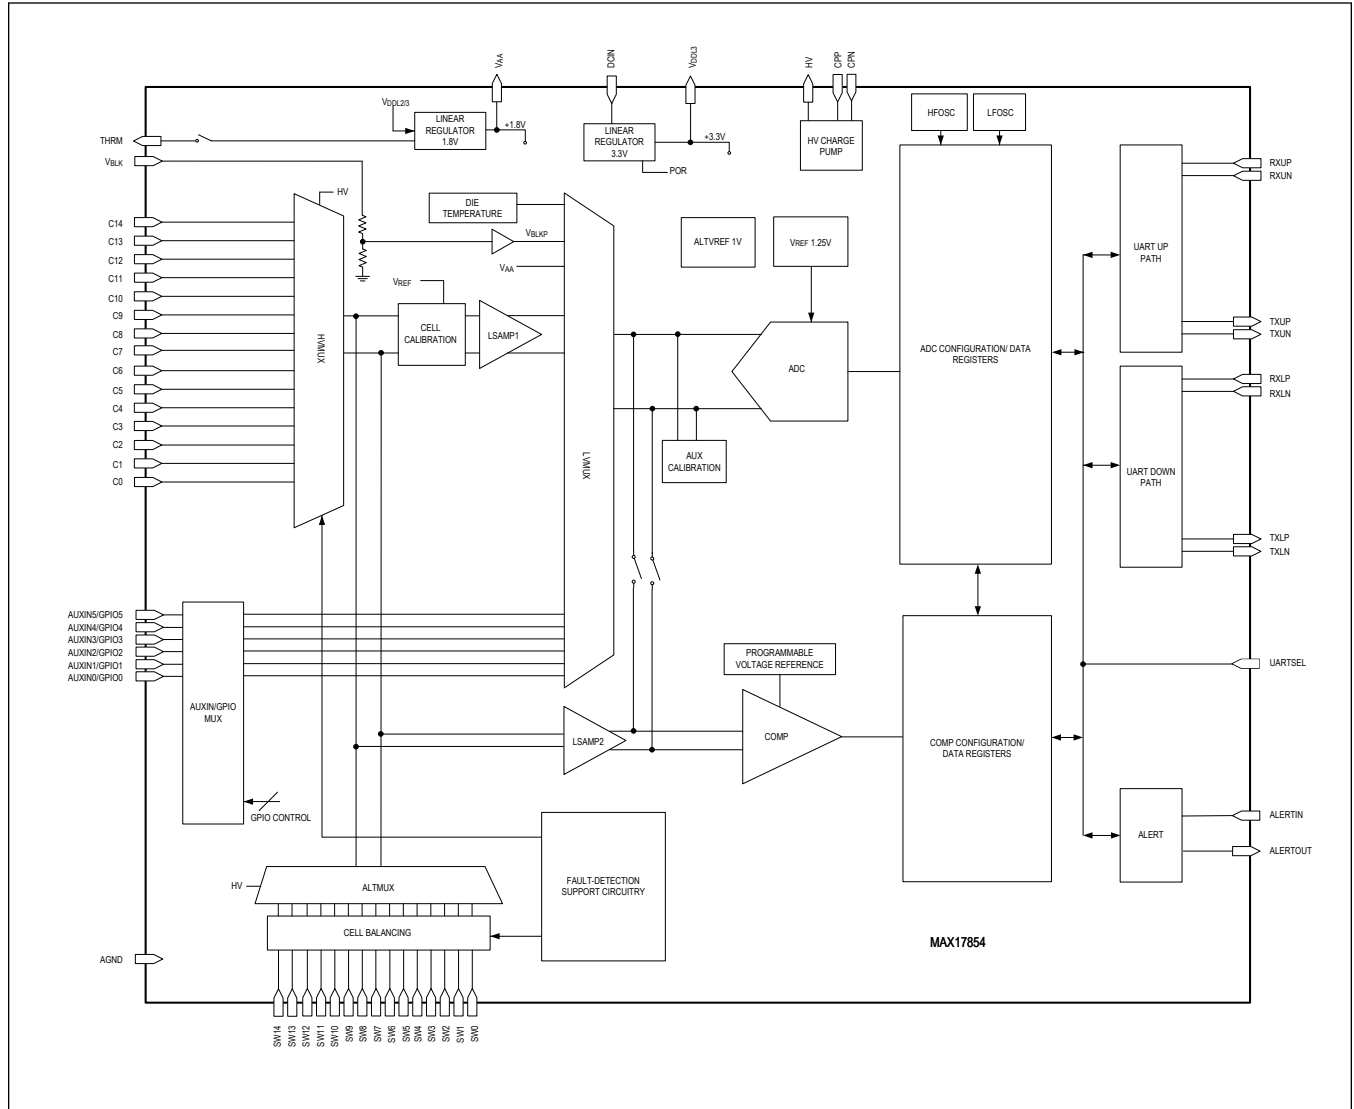 VAA
DCIN
VDDL3
HV
CPP
CPN
VDDL2/3
THRM
LINEAR
REGULATOR
1.8V
+1.8V
LINEAR
REGULATOR
3.3V
+3.3V
POR
HV CHARGE
PUMP
HFOSC
LFOSC
VBLK
HV
DIE
TEMPERATURE
VBLKP
VAA
VREF
CELL
CALIBRATION
LSAMP1
ALTVREF 1V
VREF 1.25V
C14
C13
C12
C11
C10
C9
C8
C7
C6
C5
C4
C3
C2
C1
C0
HVMUX
LVMUX
ADC
AUX
CALIBRATION
ADC CONFIGURATION/ DATA
REGISTERS
UART UP
PATH
RXUP
RXUN
TXUP
TXUN
UART DOWN
PATH
RXLP
RXLN
TXLP
TXLN
AUXIN5/GPIO5
AUXIN4/GPIO4
AUXIN3/GPIO3
AUXIN2/GPIO2
AUXIN1/GPIO1
AUXIN0/GPIO0
AUXIN/GPIO
MUX
GPIO CONTROL
PROGRAMMABLE
VOLTAGE REFERENCE
LSAMP2
COMP
COMP CONFIGURATION/
DATA REGISTERS
UARTSEL
ALERT
ALERTIN
ALERTOUT
HV
ALTMUX
CELL BALANCING
FAULT-DETECTION
SUPPORT CIRCUITRY
MAX17854
AGND
SW14
SW13
SW12
SW11
SW10
SW9
SW8
SW7
SW6
SW5
SW4
SW3
SW2
SW1
SW0